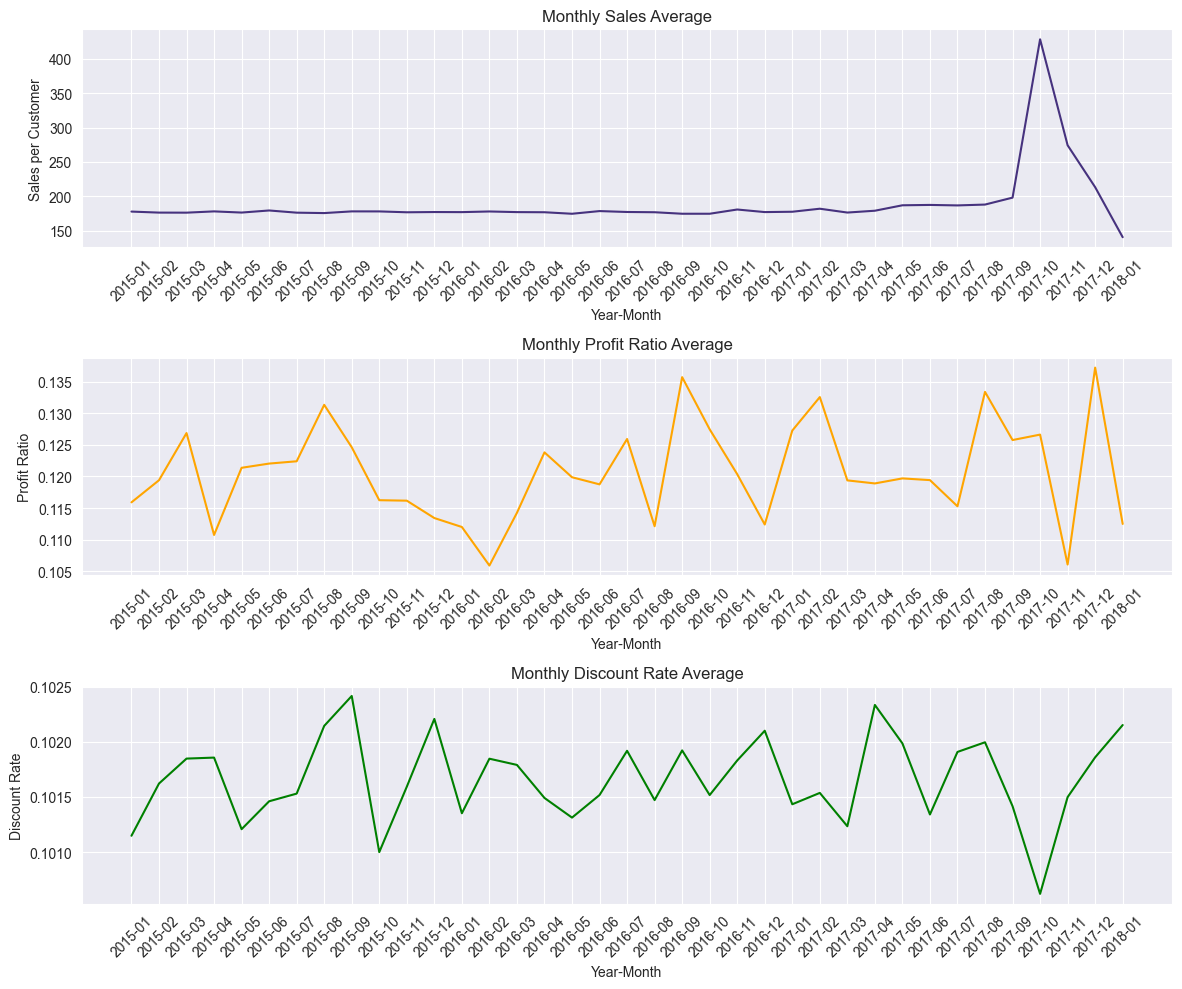 Monthly Sales Average
Sales per Customer
400
350
300
250
200
150
2015-01 2015-02 2015-03 2015-04 2015-05 2015-06 2015-07 2015-08 2015-09 2015-10 2015-11 2015-12 2016-01 2016-02 2016-03 2016-04 2016-05 2016-06 2016-07 2016-08 2016-09 2016-10 2016-11 2016-12 2017-01 2017-02 2017-03 2017-04 2017-05 2017-06 2017-07 2017-08 2017-09 2017-10 2017-11 2017-12 2018-01
Year-Month
Monthly Profit Ratio Average
Profit Ratio
0.135
0.130
0.125
0.120
0.115
0.110
0.105
2015-01 2015-02 2015-03 2015-04 2015-05 2015-06 2015-07 2015-08 2015-09 2015-10 2015-11 2015-12 2016-01 2016-02 2016-03 2016-04 2016-05 2016-06 2016-07 2016-08 2016-09 2016-10 2016-11 2016-12 2017-01 2017-02 2017-03 2017-04 2017-05 2017-06 2017-07 2017-08 2017-09 2017-10 2017-11 2017-12 2018-01
Year-Month
Monthly Discount Rate Average
Discount Rate
0.1025
0.1020
0.1015
0.1010
2015-01 2015-02 2015-03 2015-04 2015-05 2015-06 2015-07 2015-08 2015-09 2015-10 2015-11 2015-12 2016-01 2016-02 2016-03 2016-04 2016-05 2016-06 2016-07 2016-08 2016-09 2016-10 2016-11 2016-12 2017-01 2017-02 2017-03 2017-04 2017-05 2017-06 2017-07 2017-08 2017-09 2017-10 2017-11 2017-12 2018-01
Year-Month